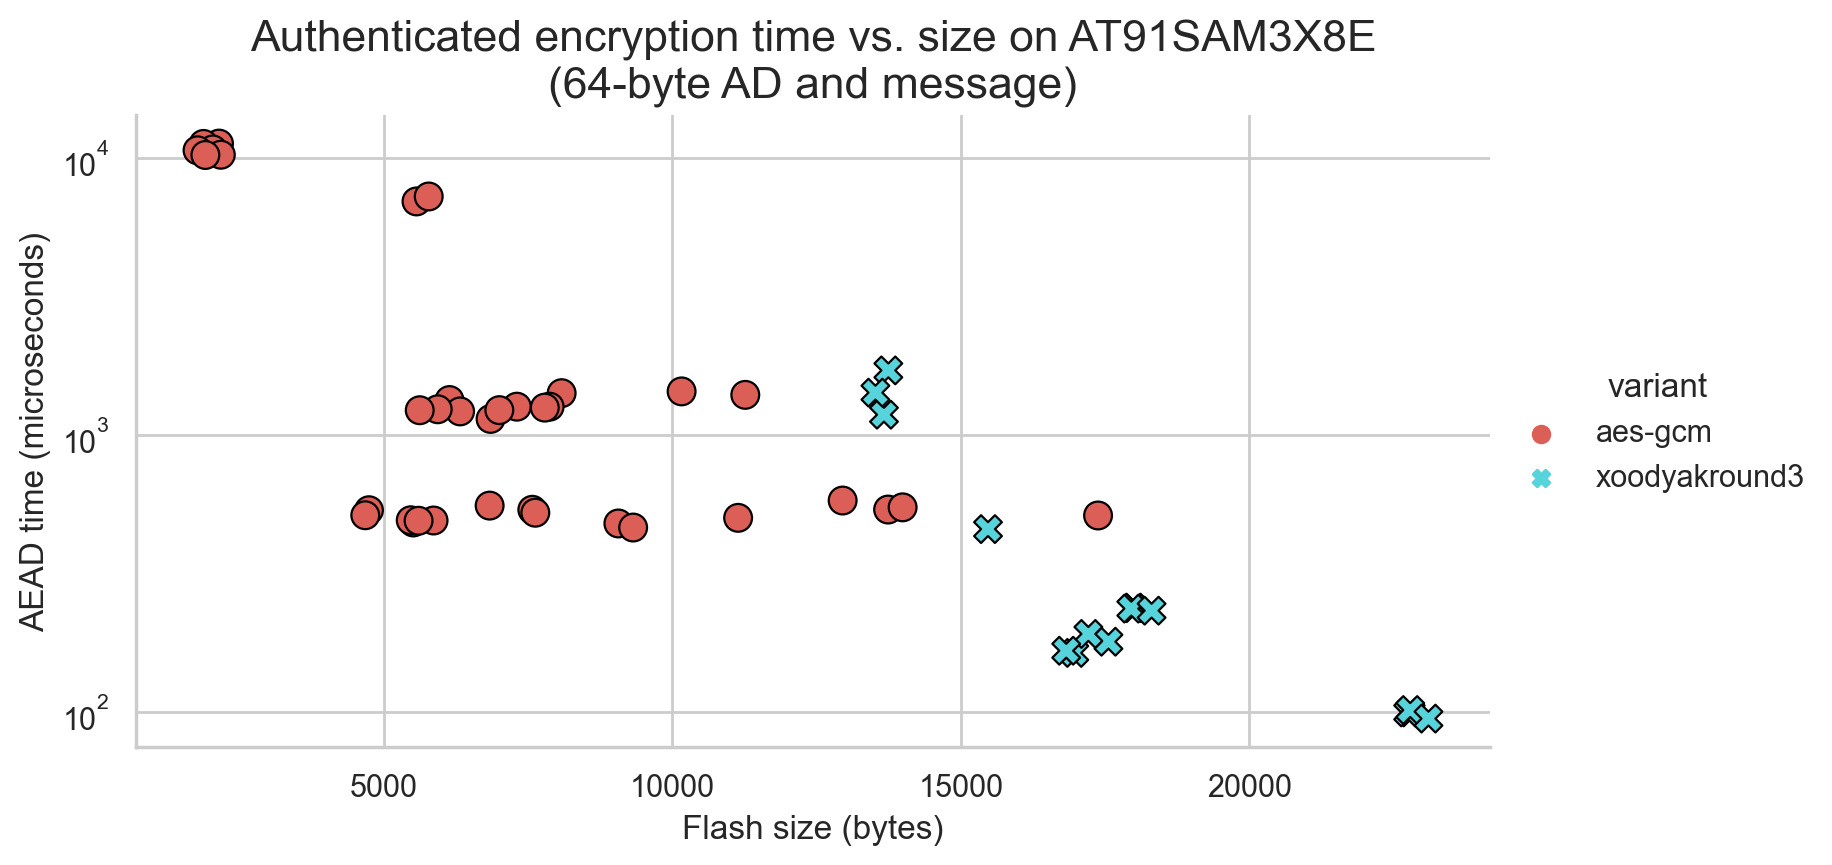 Authenticated encryption time vs. size on AT91SAM3X8E
(64-byte AD and message)
AEAD time (microseconds)
10^4
10^3
10^2
5000 10000 15000 20000
Flash size (bytes)
variant
aes-gcm
xoodyakround3